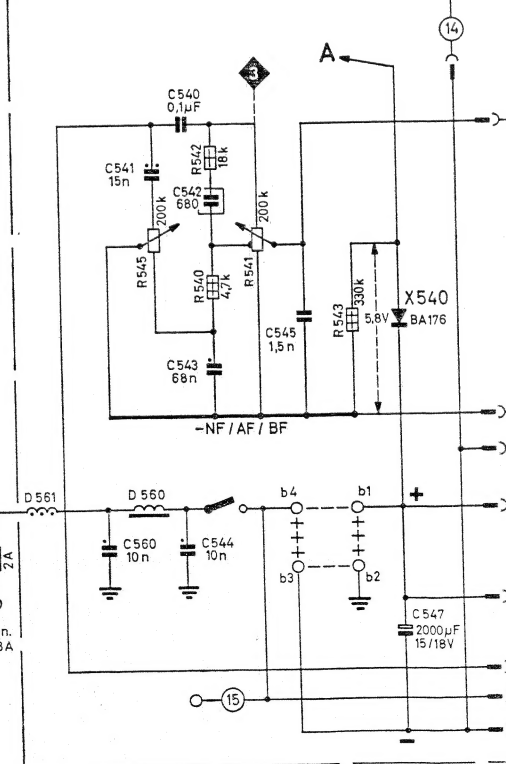 14
A
3
C540
0,1µF
R542
18k
C541
15n
C542
680
200k
200k
R545
R540
4,7k
R541
C545
1,5n
R543
330k
5,8V
X540
BA176
C543
68n
-NF/AF/BF
D561
D560
b4
b1
+
C560
10n
C544
10n
b3
b2
2A
n.
8A
C547
2000µF
15/18V
15
−